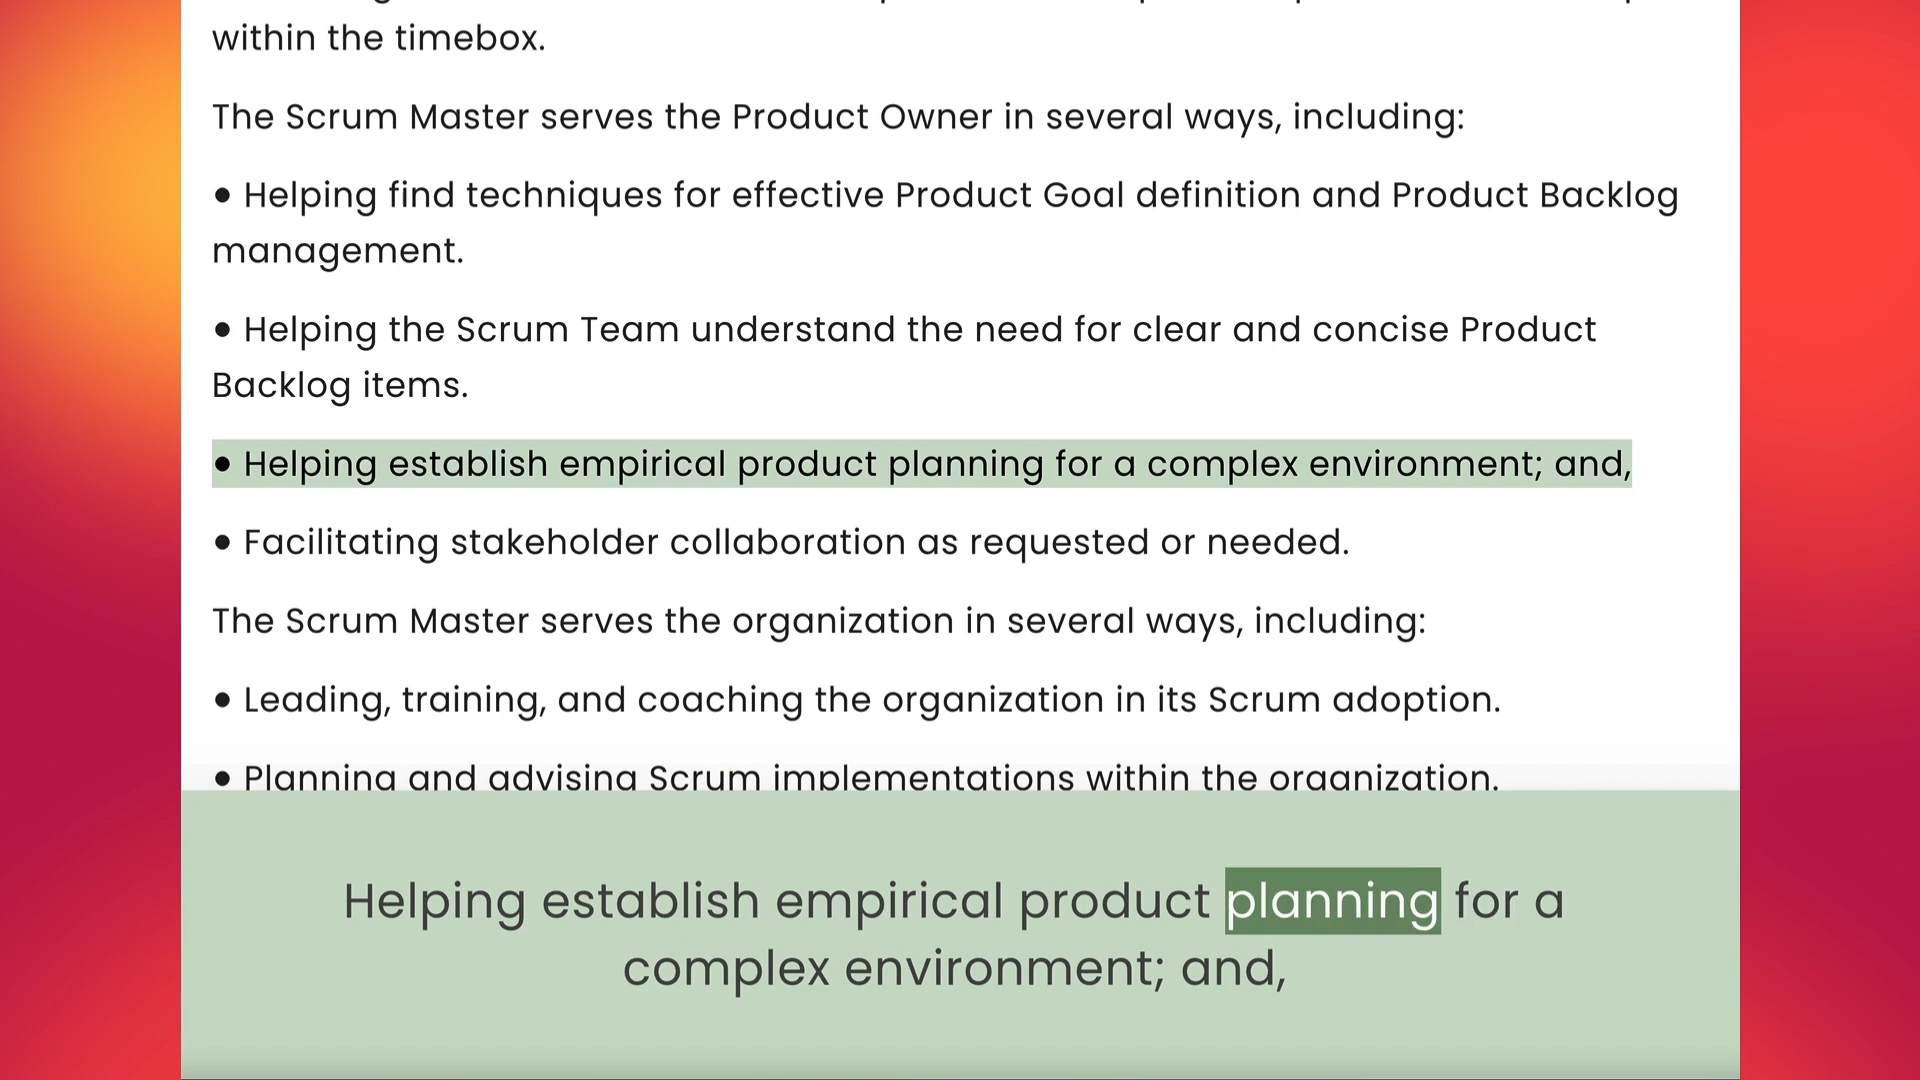 within the timebox.
The Scrum Master serves the Product Owner in several ways, including:
● Helping find techniques for effective Product Goal definition and Product Backlog
management.
● Helping the Scrum Team understand the need for clear and concise Product
Backlog items.
● Helping establish empirical product planning for a complex environment; and,
● Facilitating stakeholder collaboration as requested or needed.
The Scrum Master serves the organization in several ways, including:
● Leading, training, and coaching the organization in its Scrum adoption.
● Planning and advising Scrum implementations within the organization.
Helping establish empirical product planning for a
complex environment; and,